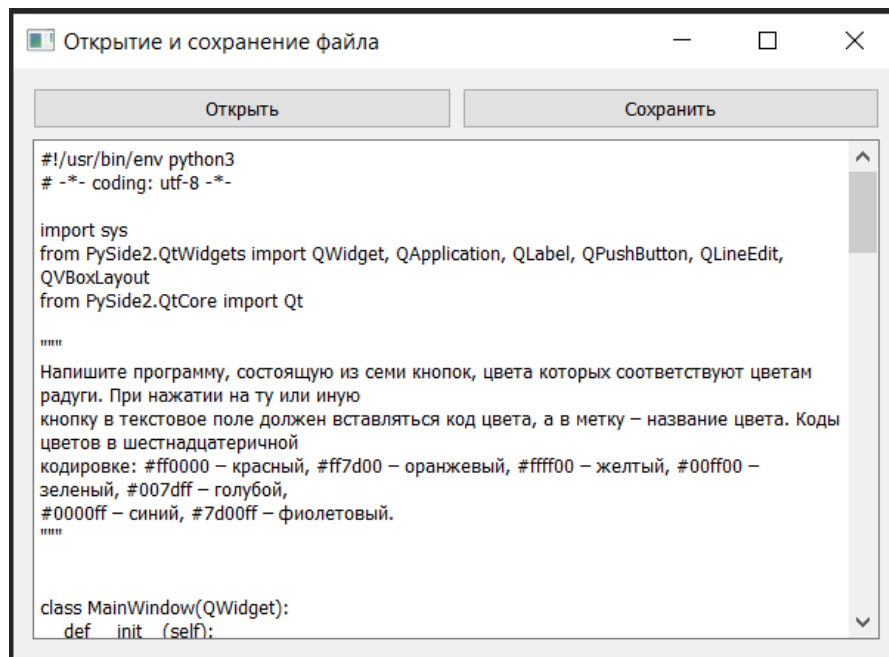 Открытие и сохранение файла
Открыть Сохранить
#!/usr/bin/env python3
# -*- coding: utf-8 -*-
import sys
from PySide2.QtWidgets import QWidget, QApplication, QLabel, QPushButton, QLineEdit,
QVBoxLayout
from PySide2.QtCore import Qt
"""
Напишите программу, состоящую из семи кнопок, цвета которых соответствуют цветам
радуги. При нажатии на ту или иную
кнопку в текстовое поле должен вставляться код цвета, а в метку – название цвета. Коды
цветов в шестнадцатеричной
кодировке: #ff0000 – красный, #ff7d00 – оранжевый, #ffff00 – желтый, #00ff00 –
зеленый, #007dff – голубой,
#0000ff – синий, #7d00ff – фиолетовый.
"""
class MainWindow(QWidget):
def __init__(self):